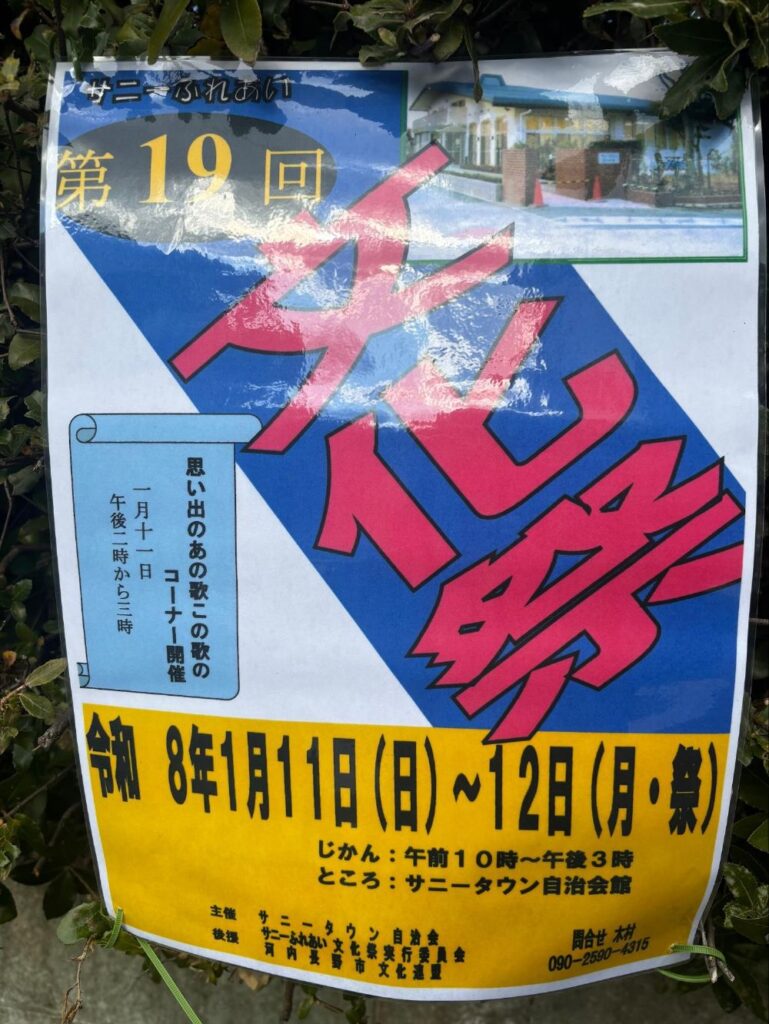 サニーふれあい
第19回
文化祭
思い出のあの歌この歌の
コーナー開催
一月十一日
午後二時から三時
令和 8年1月11日(日)~12日(月・祭)
じかん:午前10時~午後3時
ところ:サニータウン自治会館
主催 サニータウン自治会
後援 サニーふれあい文化祭実行委員会
河内長野市文化連盟
問合せ 木村
090-2590-4315